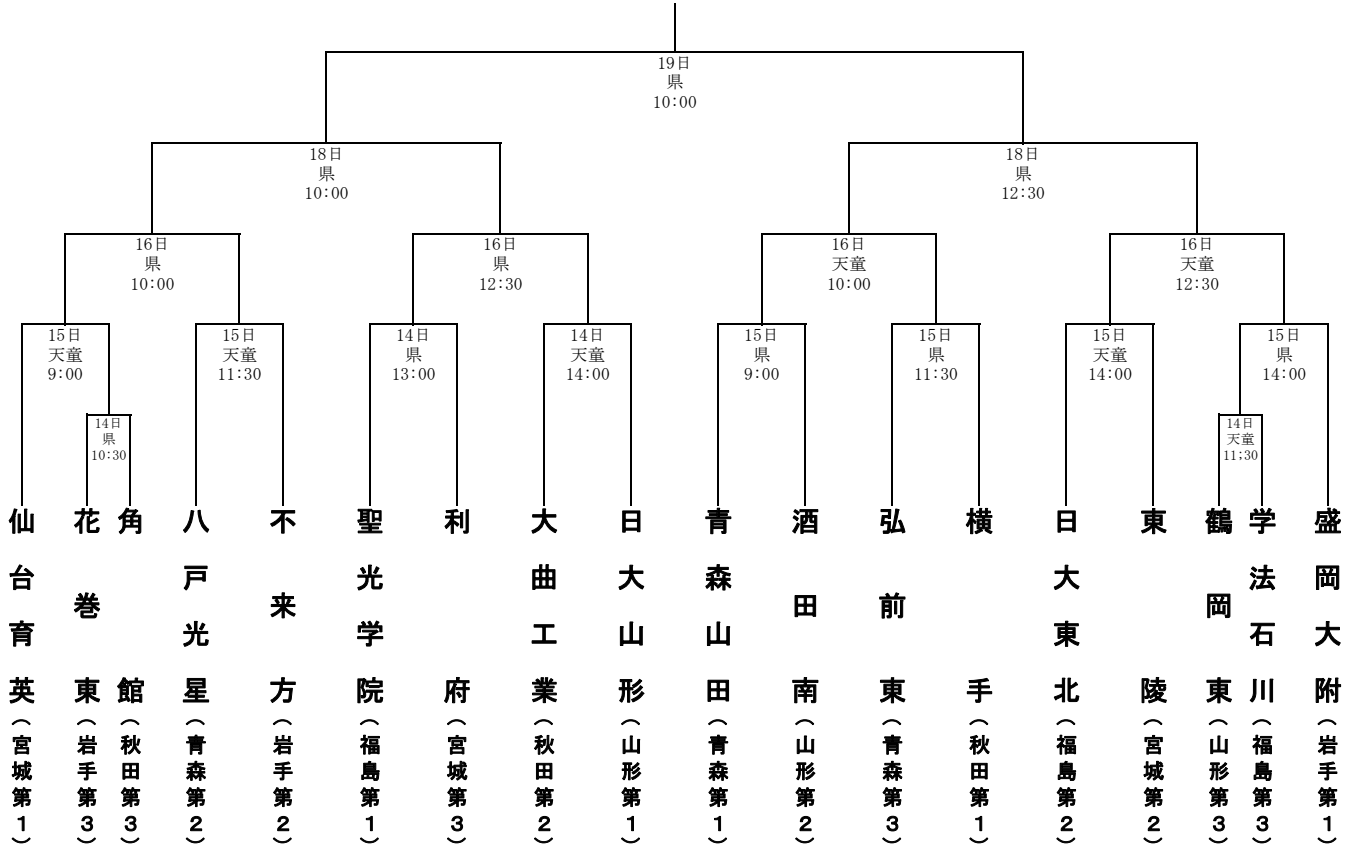 19日
県
10:00
18日
県
10:00
18日
県
12:30
16日
県
10:00
16日
県
12:30
16日
天童
10:00
16日
天童
12:30
15日
天童
9:00
15日
天童
11:30
14日
県
13:00
14日
天童
14:00
15日
県
9:00
15日
県
11:30
15日
天童
14:00
15日
県
14:00
14日
県
10:30
14日
天童
11;30
仙台育英(宮城第1)
花巻東(岩手第3)
角館(秋田第3)
八戸光星(青森第2)
不来方(岩手第2)
聖光学院(福島第1)
利府(宮城第3)
大曲工業(秋田第2)
日大山形(山形第1)
青森山田(青森第1)
酒田南(山形第2)
弘前東(青森第3)
横手(秋田第1)
日大東北(福島第2)
東陵(宮城第2)
鶴岡東(山形第3)
学法石川(福島第3)
盛岡大附(岩手第1)